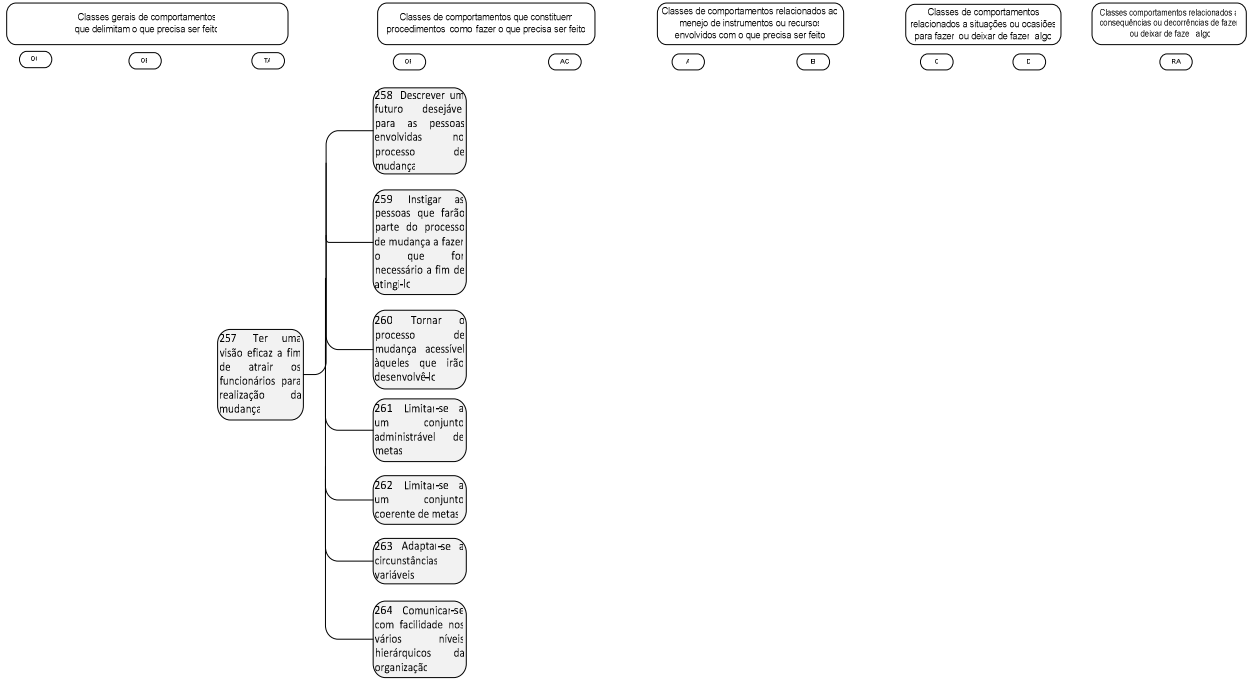 Classes gerais de comportamentos
que delimitam o que precisa ser feito
Classes de comportamentos que constituem
procedimentos como fazer o que precisa ser feito
Classes de comportamentos relacionados ao
menejo de instrumentos ou recursos
envolvidos com o que precisa ser feito
Classes de comportamentos
relacionados a situações ou ocasiões
para fazer ou deixar de fazer algo
Classes comportamentos relacionados a
consequências ou decorrências de fazer
ou deixar de faze algo
AC
B
C
RA
258 Descrever um
futuro desejáve
para as pessoas
envolvidas no
processo de
mudança
259 Instigar as
pessoas que farão
parte do processo
de mudança a fazer
o que for
necessário a fim de
atingi-lo
260 Tornar o
processo de
mudança acessível
àqueles que irão
desenvolvê-lo
257 Ter uma
visão eficaz a fim
de atrair os
funcionários para
realização da
mudança
261 Limitar-se a
um conjunto
administrável de
metas
262 Limitar-se a
um conjunto
coerente de metas
263 Adaptar-se a
circunstâncias
variáveis
264 Comunicar-se
com facilidade nos
vários níveis
hierárquicos da
organização